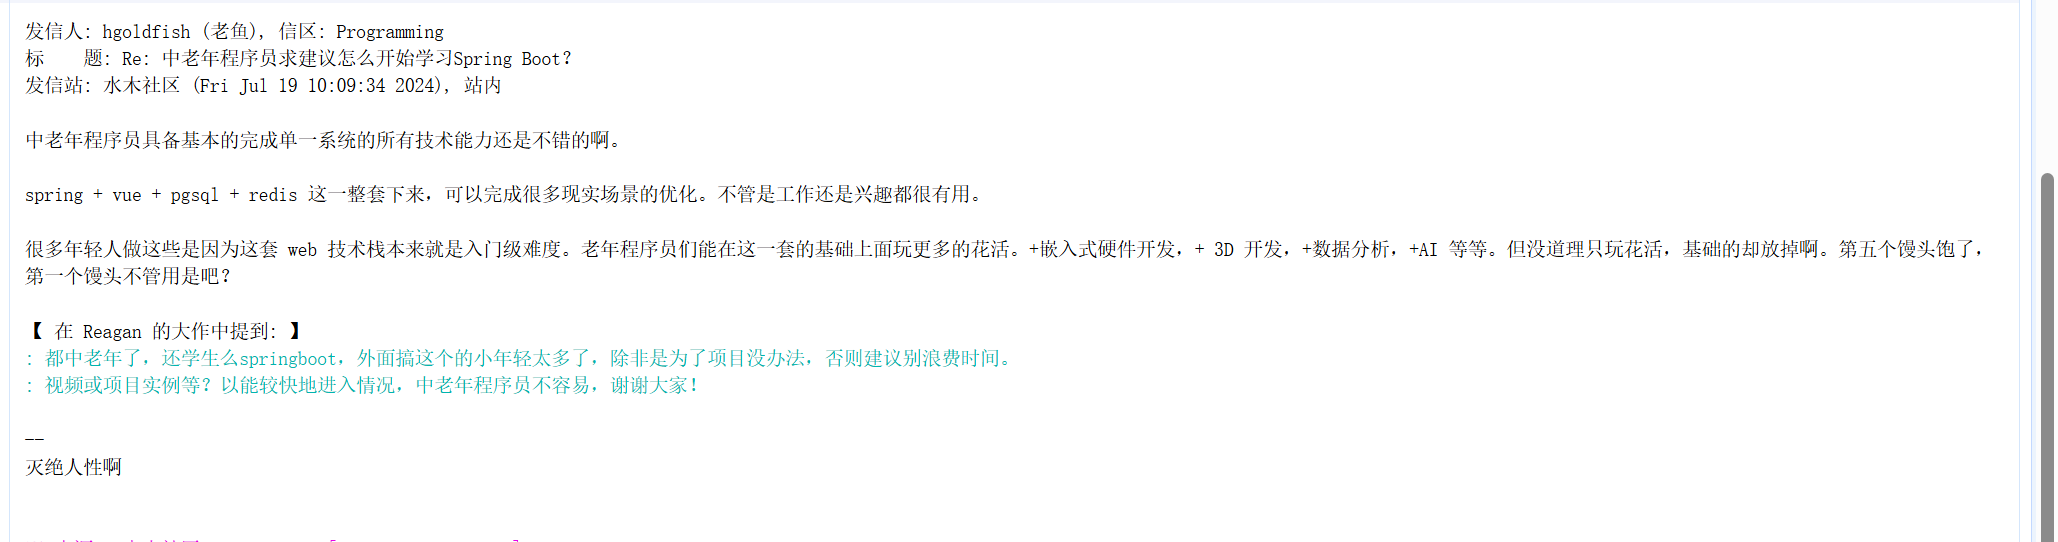 发信人: hgoldfish (老鱼), 信区: Programming
标    题: Re: 中老年程序员求建议怎么开始学习Spring Boot?
发信站: 水木社区 (Fri Jul 19 10:09:34 2024), 站内
中老年程序员具备基本的完成单一系统的所有技术能力还是不错的啊。
spring + vue + pgsql + redis 这一整套下来，可以完成很多现实场景的优化。不管是工作还是兴趣都很有用。
很多年轻人做这些是因为这套 web 技术栈本来就是入门级难度。老年程序员们能在这一套的基础上面玩更多的花活。+嵌入式硬件开发，+ 3D 开发，+数据分析，+AI 等等。但没道理只玩花活，基础的却放掉啊。第五个馒头饱了，
第一个馒头不管用是吧？
【 在 Reagan 的大作中提到: 】
: 都中老年了，还学生么springboot，外面搞这个的小年轻太多了，除非是为了项目没办法，否则建议别浪费时间。
: 视频或项目实例等？以能较快地进入情况，中老年程序员不容易，谢谢大家！
--
灭绝人性啊